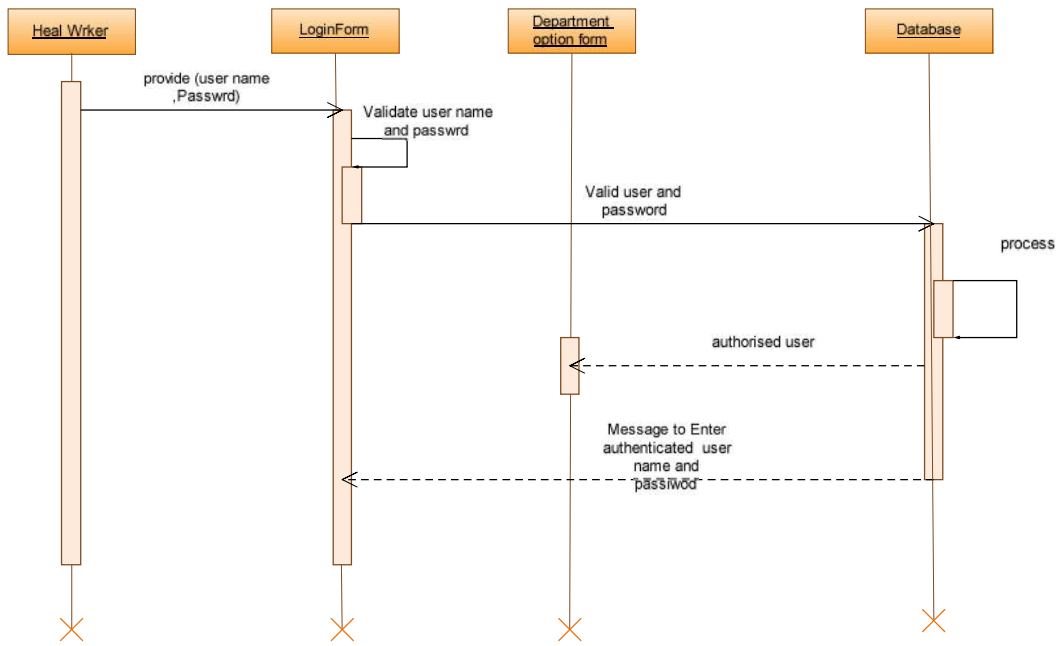 Heal Wrker
LoginForm
Department
option form
Database
provide (user name
,Passwrd)
Validate user name
and passwrd
Valid user and
password
process
authorised user
Message to Enter
authenticated user
name and
passiwod